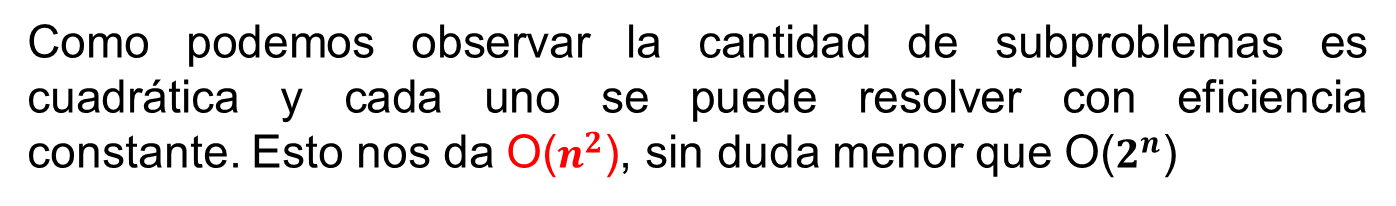 Como podemos observar la cantidad de subproblemas es
cuadrática y cada uno se puede resolver con eficiencia
constante. Esto nos da O(n²), sin duda menor que O(2ⁿ)